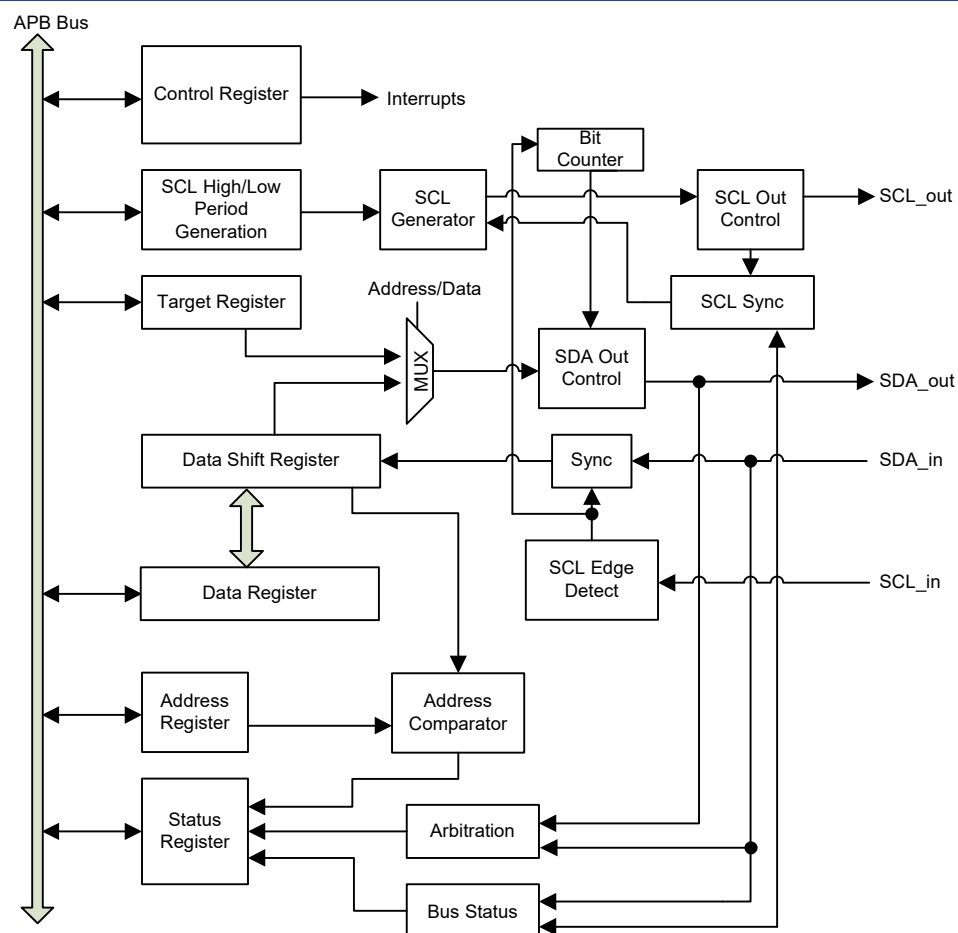 APB Bus
Control Register
Interrupts
Bit
Counter
SCL High/Low
Period
Generation
SCL
Generator
SCL Out
Control
SCL_out
Target Register
Address/Data
SCL Sync
MUX
SDA Out
Control
SDA_out
Data Shift Register
Sync
SDA_in
SCL Edge
Detect
SCL_in
Data Register
Address
Register
Address
Comparator
Status
Register
Arbitration
Bus Status